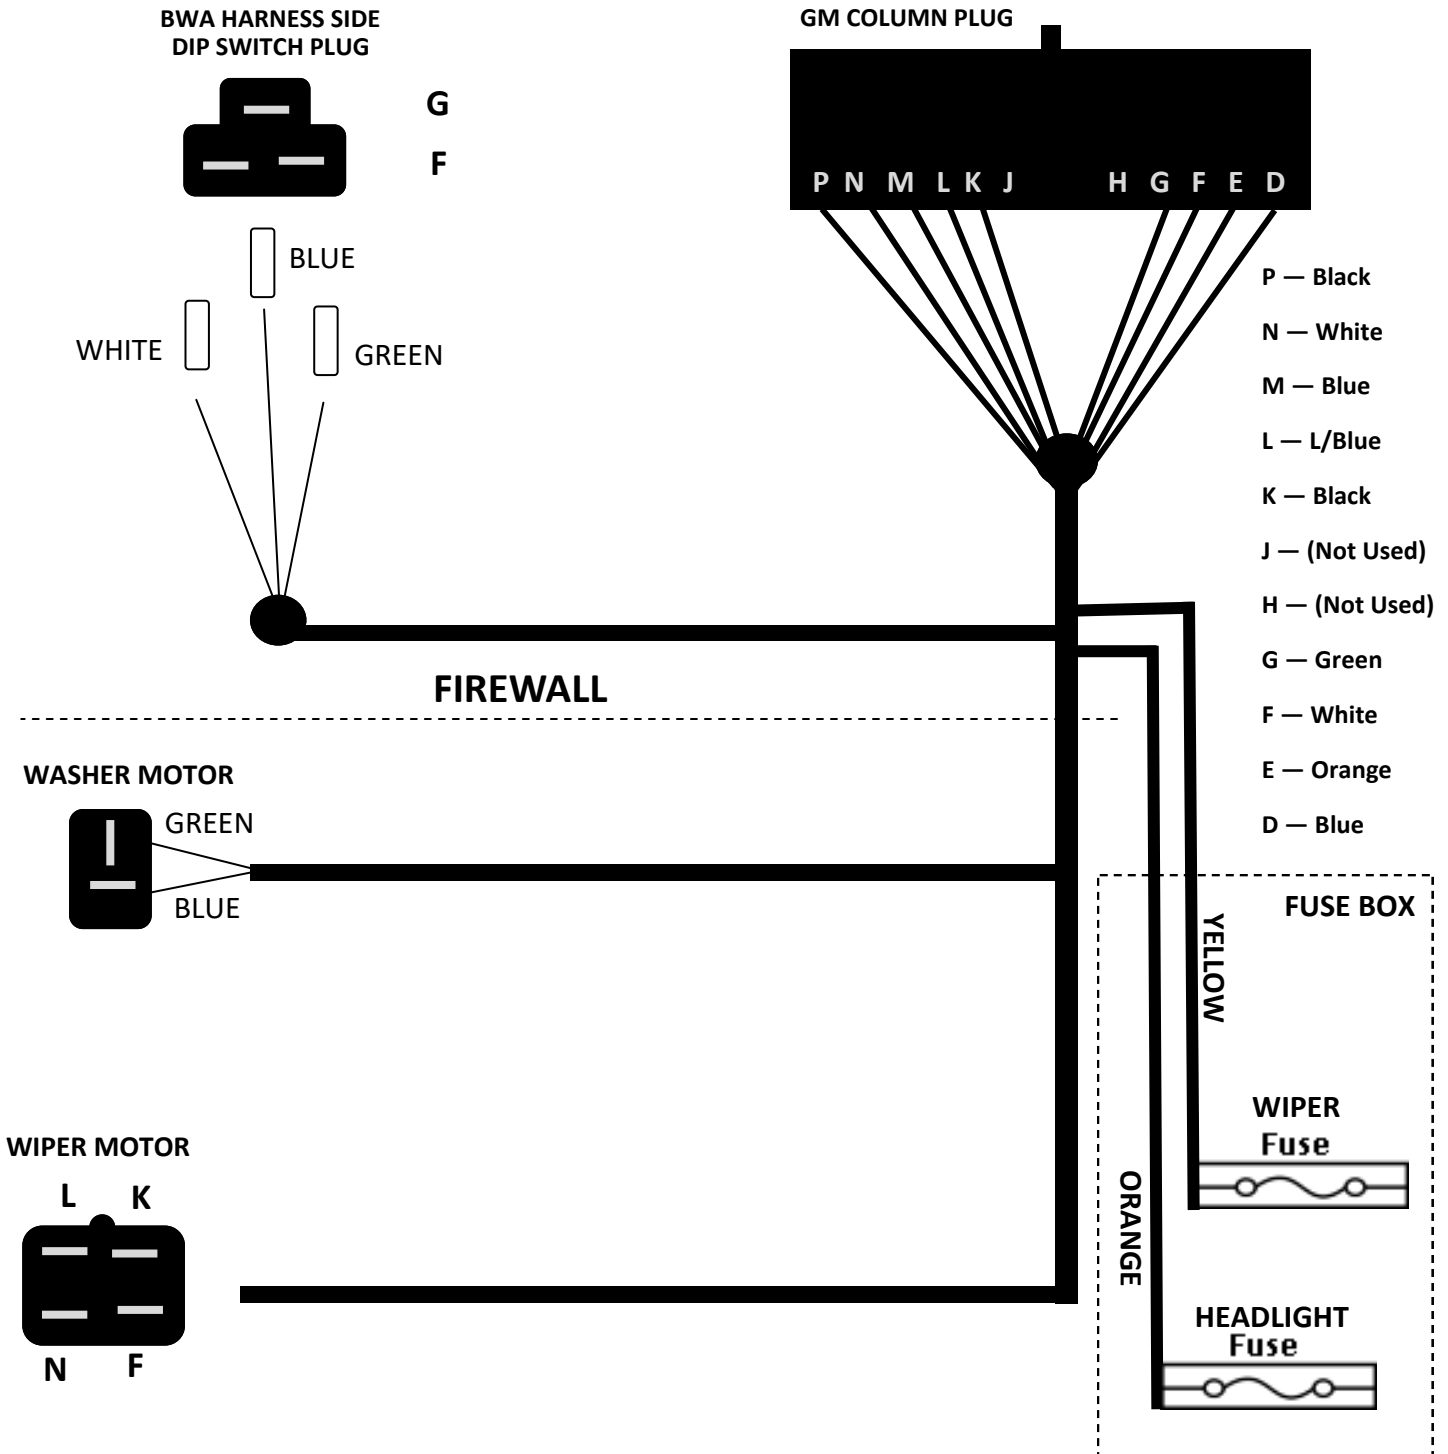 BWA HARNESS SIDE
DIP SWITCH PLUG
G
F
BLUE
WHITE
GREEN
GM COLUMN PLUG
P N M L K J H G F E D
P — Black
N — White
M — Blue
L — L/Blue
K — Black
J — (Not Used)
H — (Not Used)
G — Green
F — White
E — Orange
D — Blue
FIREWALL
WASHER MOTOR
GREEN
BLUE
FUSE BOX
YELLOW
WIPER
Fuse
ORANGE
HEADLIGHT
Fuse
WIPER MOTOR
L K
N F